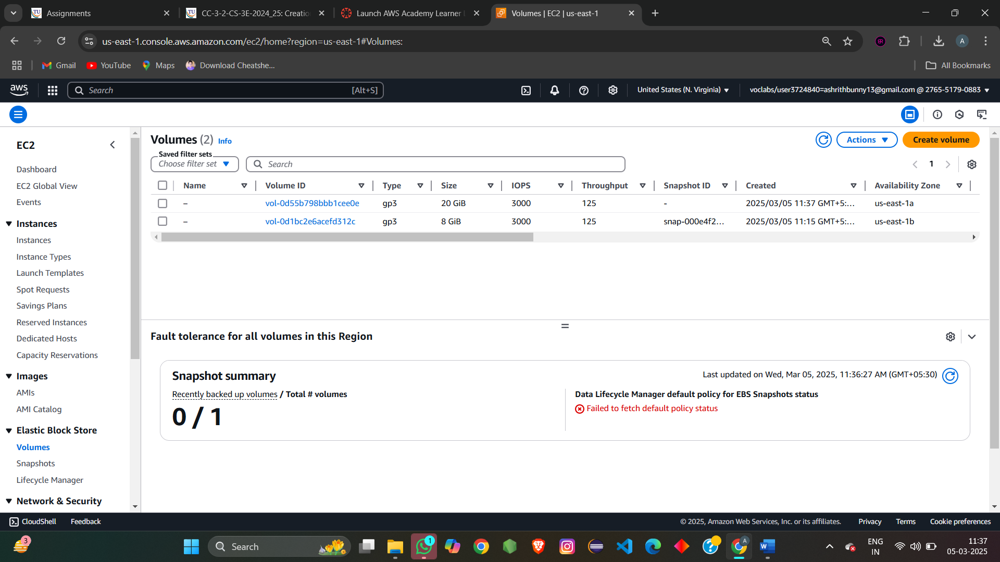 Assignments
CC-3-2-CS-3E-2024_25: Creatio
Launch AWS Academy Learner
Volumes | EC2 | us-east-1
us-east-1.console.aws.amazon.com/ec2/home?region=us-east-1#Volumes:
Gmail
YouTube
Maps
Download Cheatshe...
All Bookmarks
aws
Search
[Alt+S]
United States (N. Virginia)
voclabs/user3724840=ashrithbunny13@gmail.com @ 2765-5179-0883
EC2
Dashboard
EC2 Global View
Events
Instances
Instances
Instance Types
Launch Templates
Spot Requests
Savings Plans
Reserved Instances
Dedicated Hosts
Capacity Reservations
Images
AMIs
AMI Catalog
Elastic Block Store
Volumes
Snapshots
Lifecycle Manager
Network & Security
Volumes (2) Info
Actions
Create volume
Saved filter sets
Choose filter set
Search
1
Name Volume ID Type Size IOPS Throughput Snapshot ID Created Availability Zone
– vol-0d55b798bbb1cee0e gp3 20 GiB 3000 125 - 2025/03/05 11:37 GMT+5:... us-east-1a
– vol-0d1bc2e6acefd312c gp3 8 GiB 3000 125 snap-000e4f2... 2025/03/05 11:15 GMT+5:... us-east-1b
Fault tolerance for all volumes in this Region
Snapshot summary
Last updated on Wed, Mar 05, 2025, 11:36:27 AM (GMT+05:30)
Recently backed up volumes / Total # volumes
0 / 1
Data Lifecycle Manager default policy for EBS Snapshots status
Failed to fetch default policy status
CloudShell
Feedback
© 2025, Amazon Web Services, Inc. or its affiliates.
Privacy
Terms
Cookie preferences
3
Search
1
ENG
IN
11:37
05-03-2025